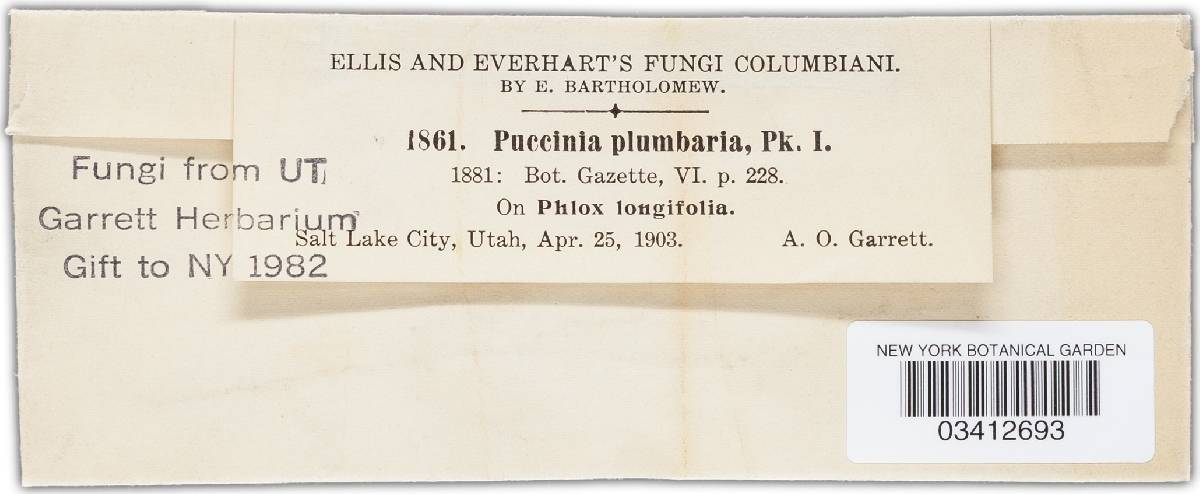 ELLIS AND EVERHART'S FUNGI COLUMBIANI.
BY E. BARTHOLOMEW.
1861. Puccinia plumbaria, Pk. I.
1881: Bot. Gazette, VI. p. 228.
On Phlox longifolia.
Salt Lake City, Utah, Apr. 25, 1903. A. O. Garrett.
Fungi from UT
Garrett Herbarium
Gift to NY 1982
NEW YORK BOTANICAL GARDEN
03412693